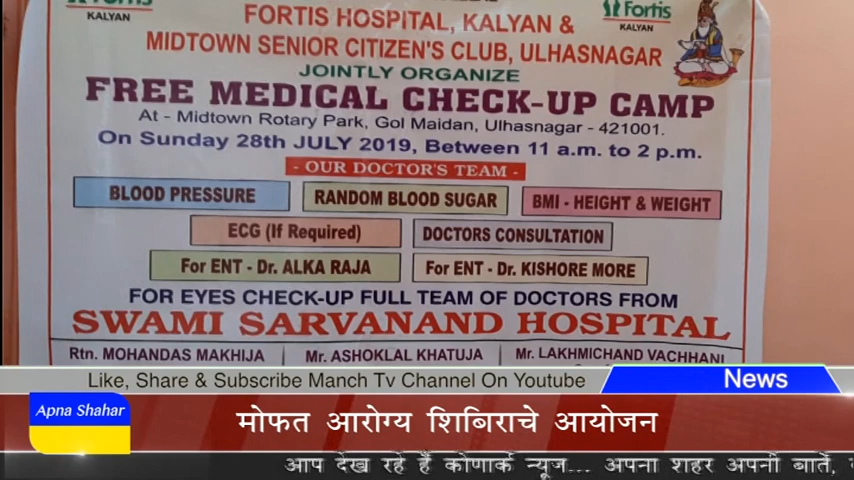 Fortis
KALYAN
Fortis
KALYAN
FORTIS HOSPITAL, KALYAN &
MIDTOWN SENIOR CITIZEN'S CLUB, ULHASNAGAR
JOINTLY ORGANIZE
FREE MEDICAL CHECK-UP CAMP
At - Midtown Rotary Park, Gol Maidan, Ulhasnagar - 421001.
On Sunday 28th JULY 2019, Between 11 a.m. to 2 p.m.
- OUR DOCTOR'S TEAM -
BLOOD PRESSURE
RANDOM BLOOD SUGAR
BMI - HEIGHT & WEIGHT
ECG (If Required)
DOCTORS CONSULTATION
For ENT - Dr. ALKA RAJA
For ENT - Dr. KISHORE MORE
FOR EYES CHECK-UP FULL TEAM OF DOCTORS FROM
SWAMI SARVANAND HOSPITAL
Rtn. MOHANDAS MAKHIJA
Mr. ASHOKLAL KHATUJA
Mr. LAKHMICHAND VACHHANI
Like, Share & Subscribe Manch Tv Channel On Youtube
News
Apna Shahar
मोफत आरोग्य शिबिराचे आयोजन
आप देख रहे हैं कोणार्क न्यूज... अपना शहर अपनी बातें,